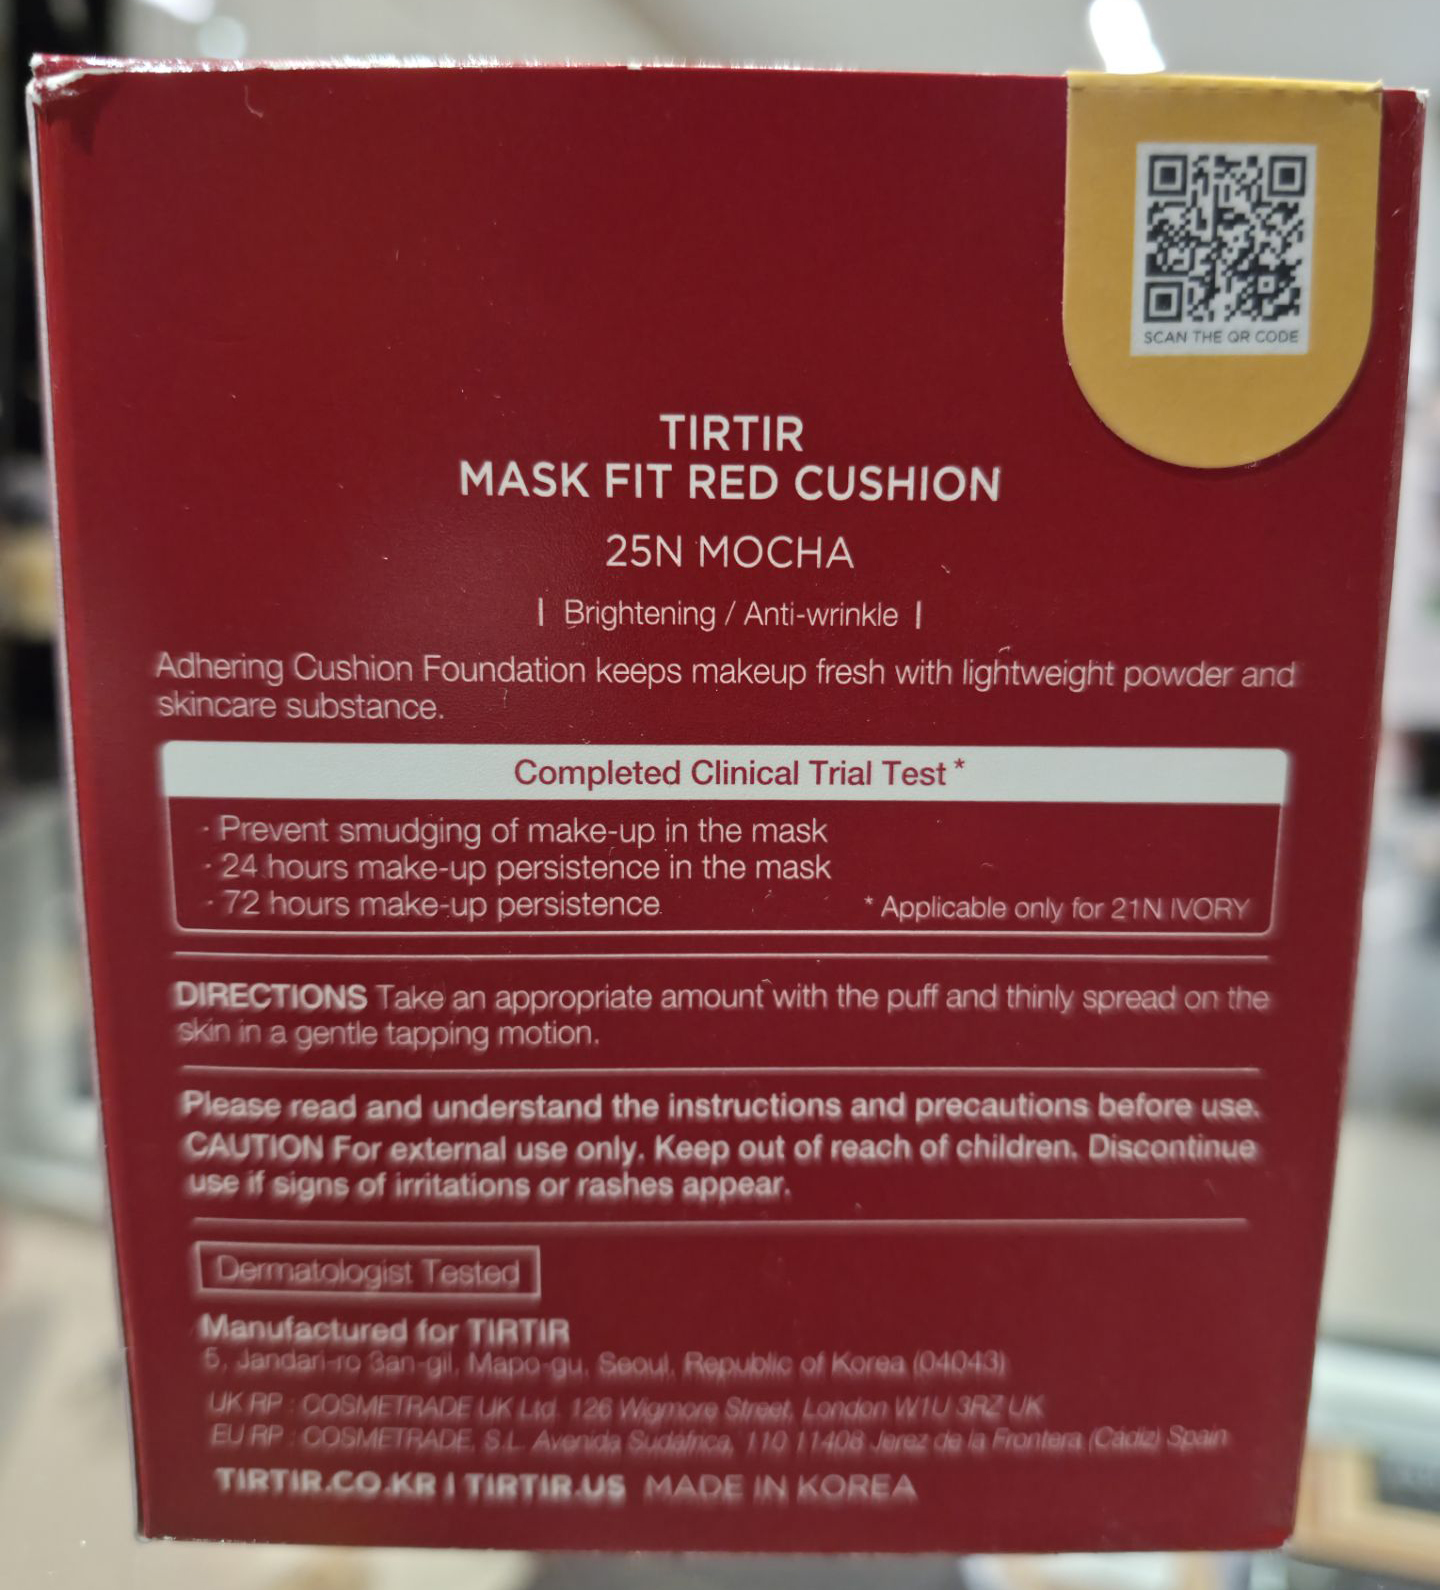 SCAN THE QR CODE
TIRTIR
MASK FIT RED CUSHION
25N MOCHA
| Brightening / Anti-wrinkle |
Adhering Cushion Foundation keeps makeup fresh with lightweight powder and
skincare substance.
Completed Clinical Trial Test *
· Prevent smudging of make-up in the mask
· 24 hours make-up persistence in the mask
· 72 hours make-up persistence
* Applicable only for 21N IVORY
DIRECTIONS Take an appropriate amount with the puff and thinly spread on the
skin in a gentle tapping motion.
Please read and understand the instructions and precautions before use.
CAUTION For external use only. Keep out of reach of children. Discontinue
use if signs of irritations or rashes appear.
Dermatologist Tested
Manufactured for TIRTIR
5, Jandari-ro 3an-gil, Mapo-gu, Seoul, Republic of Korea (04043)
UK RP : COSMETRADE UK Ltd. 126 Wigmore Street, London W1U 3RZ UK
EU RP : COSMETRADE, S.L. Avenida Sudáfrica, 110 11408 Jerez de la Frontera (Cádiz) Spain
TIRTIR.CO.KR | TIRTIR.US MADE IN KOREA